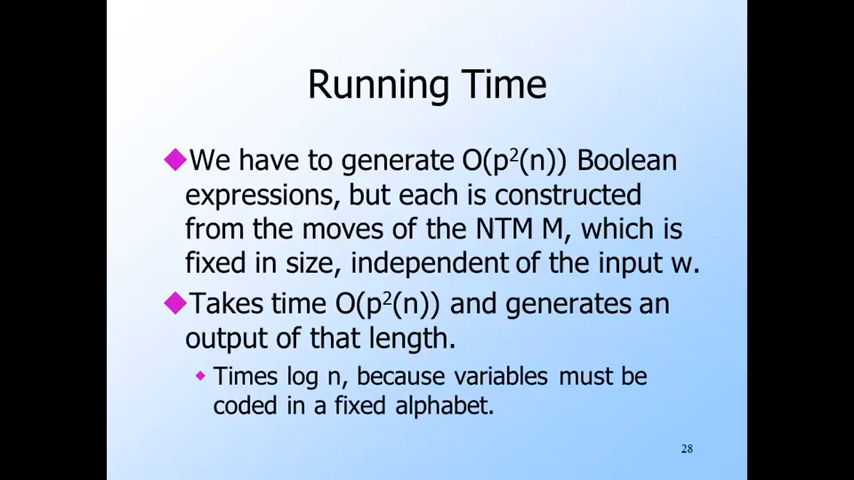 Running Time
We have to generate O(p²(n)) Boolean
expressions, but each is constructed
from the moves of the NTM M, which is
fixed in size, independent of the input w.
Takes time O(p²(n)) and generates an
output of that length.
Times log n, because variables must be
coded in a fixed alphabet.
28